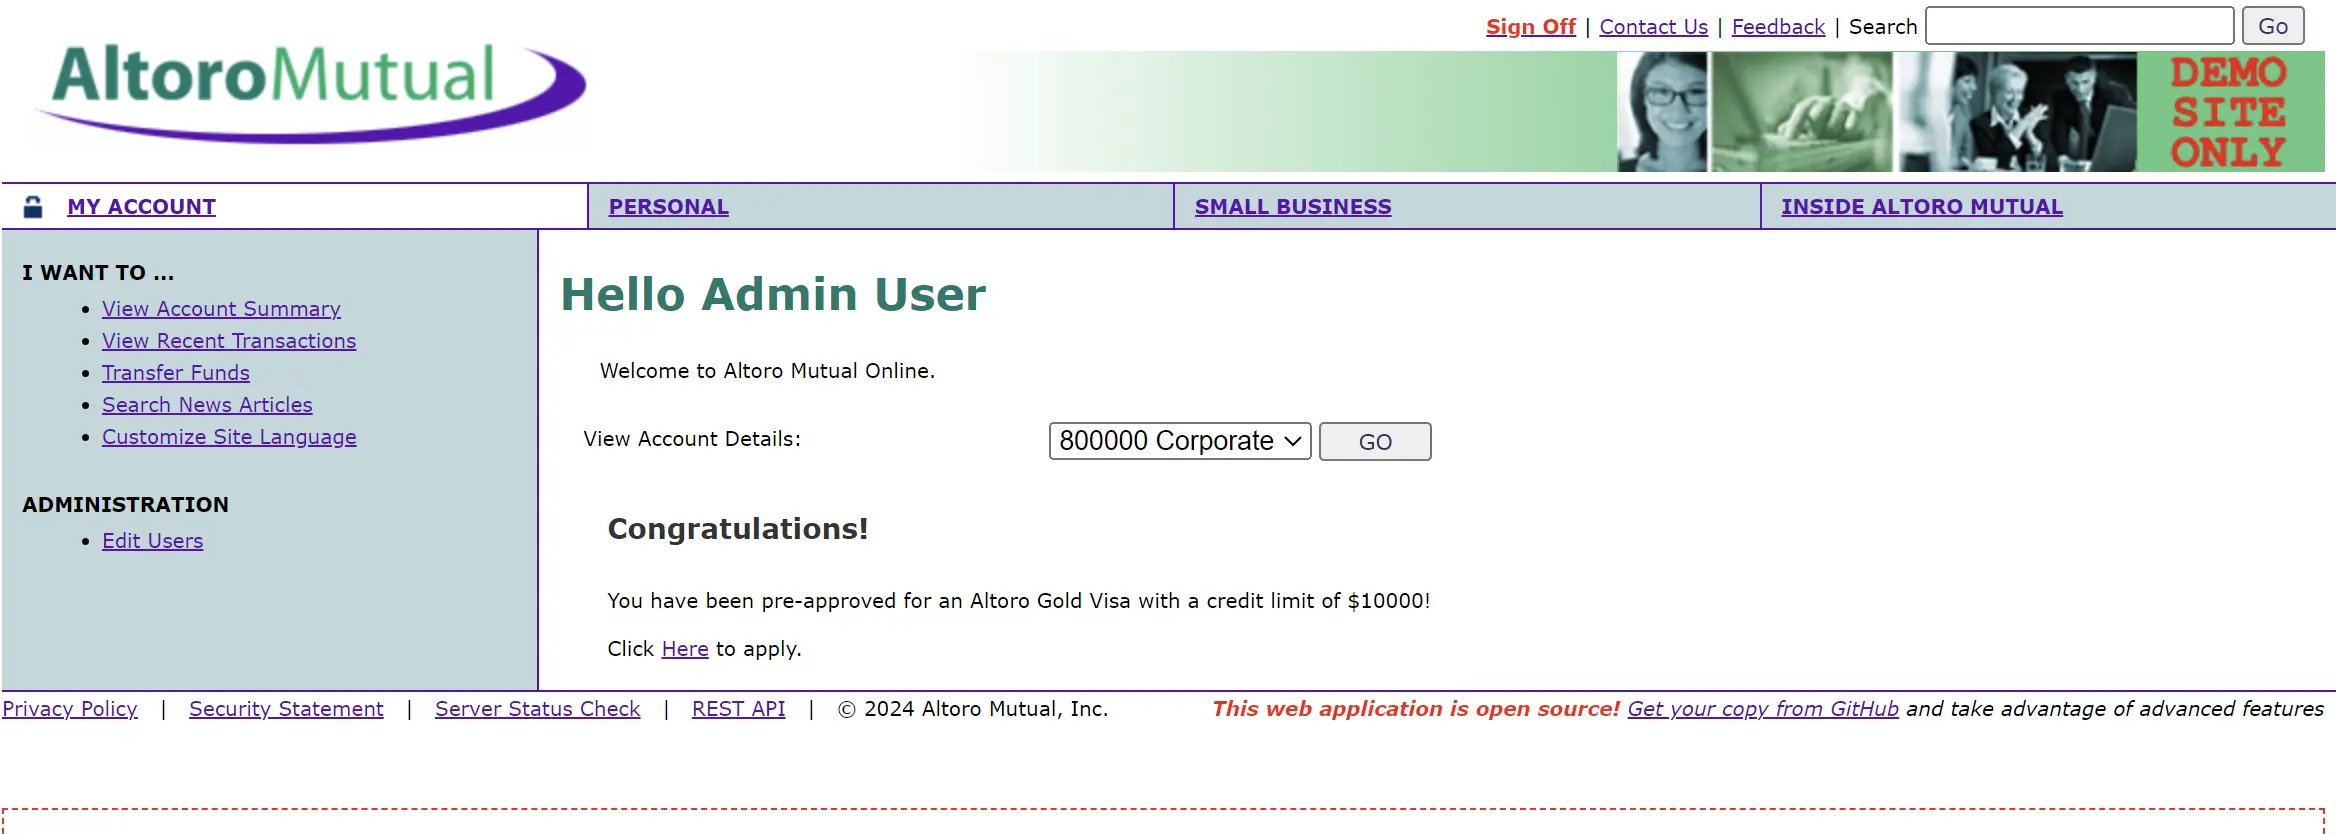 Sign Off | Contact Us | Feedback | Search Go
AltoroMutual
DEMO
SITE
ONLY
MY ACCOUNT
PERSONAL
SMALL BUSINESS
INSIDE ALTORO MUTUAL
I WANT TO ...
• View Account Summary
• View Recent Transactions
• Transfer Funds
• Search News Articles
• Customize Site Language
ADMINISTRATION
• Edit Users
Hello Admin User
Welcome to Altoro Mutual Online.
View Account Details: 800000 Corporate GO
Congratulations!
You have been pre-approved for an Altoro Gold Visa with a credit limit of $10000!
Click Here to apply.
Privacy Policy | Security Statement | Server Status Check | REST API | © 2024 Altoro Mutual, Inc. This web application is open source! Get your copy from GitHub and take advantage of advanced features